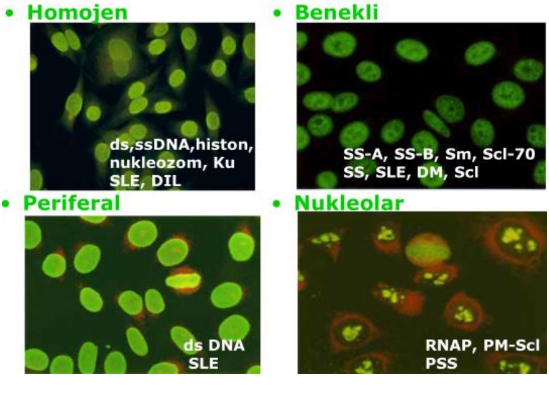 • Homojen
ds,ssDNA,histon,
nukleozom, Ku
SLE, DIL
• Benekli
SS-A, SS-B, Sm, Scl-70
SS, SLE, DM, Scl
• Periferal
ds DNA
SLE
• Nukleolar
RNAP, PM-Scl
PSS